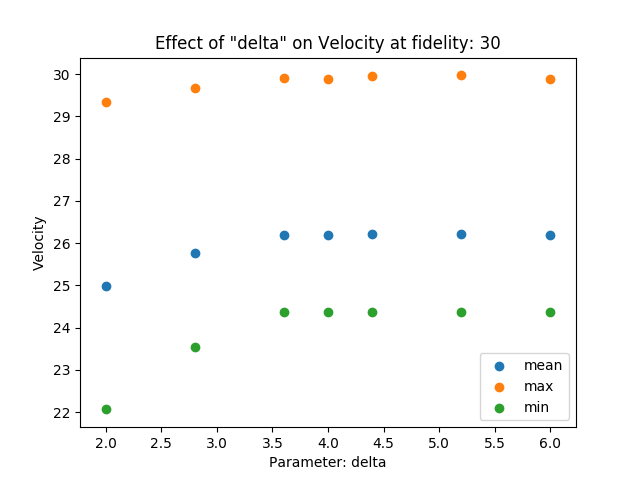 Effect of "delta" on Velocity at fidelity: 30
30
29
28
27
26
25
24
23
22
Velocity
mean
max
min
2.0 2.5 3.0 3.5 4.0 4.5 5.0 5.5 6.0
Parameter: delta